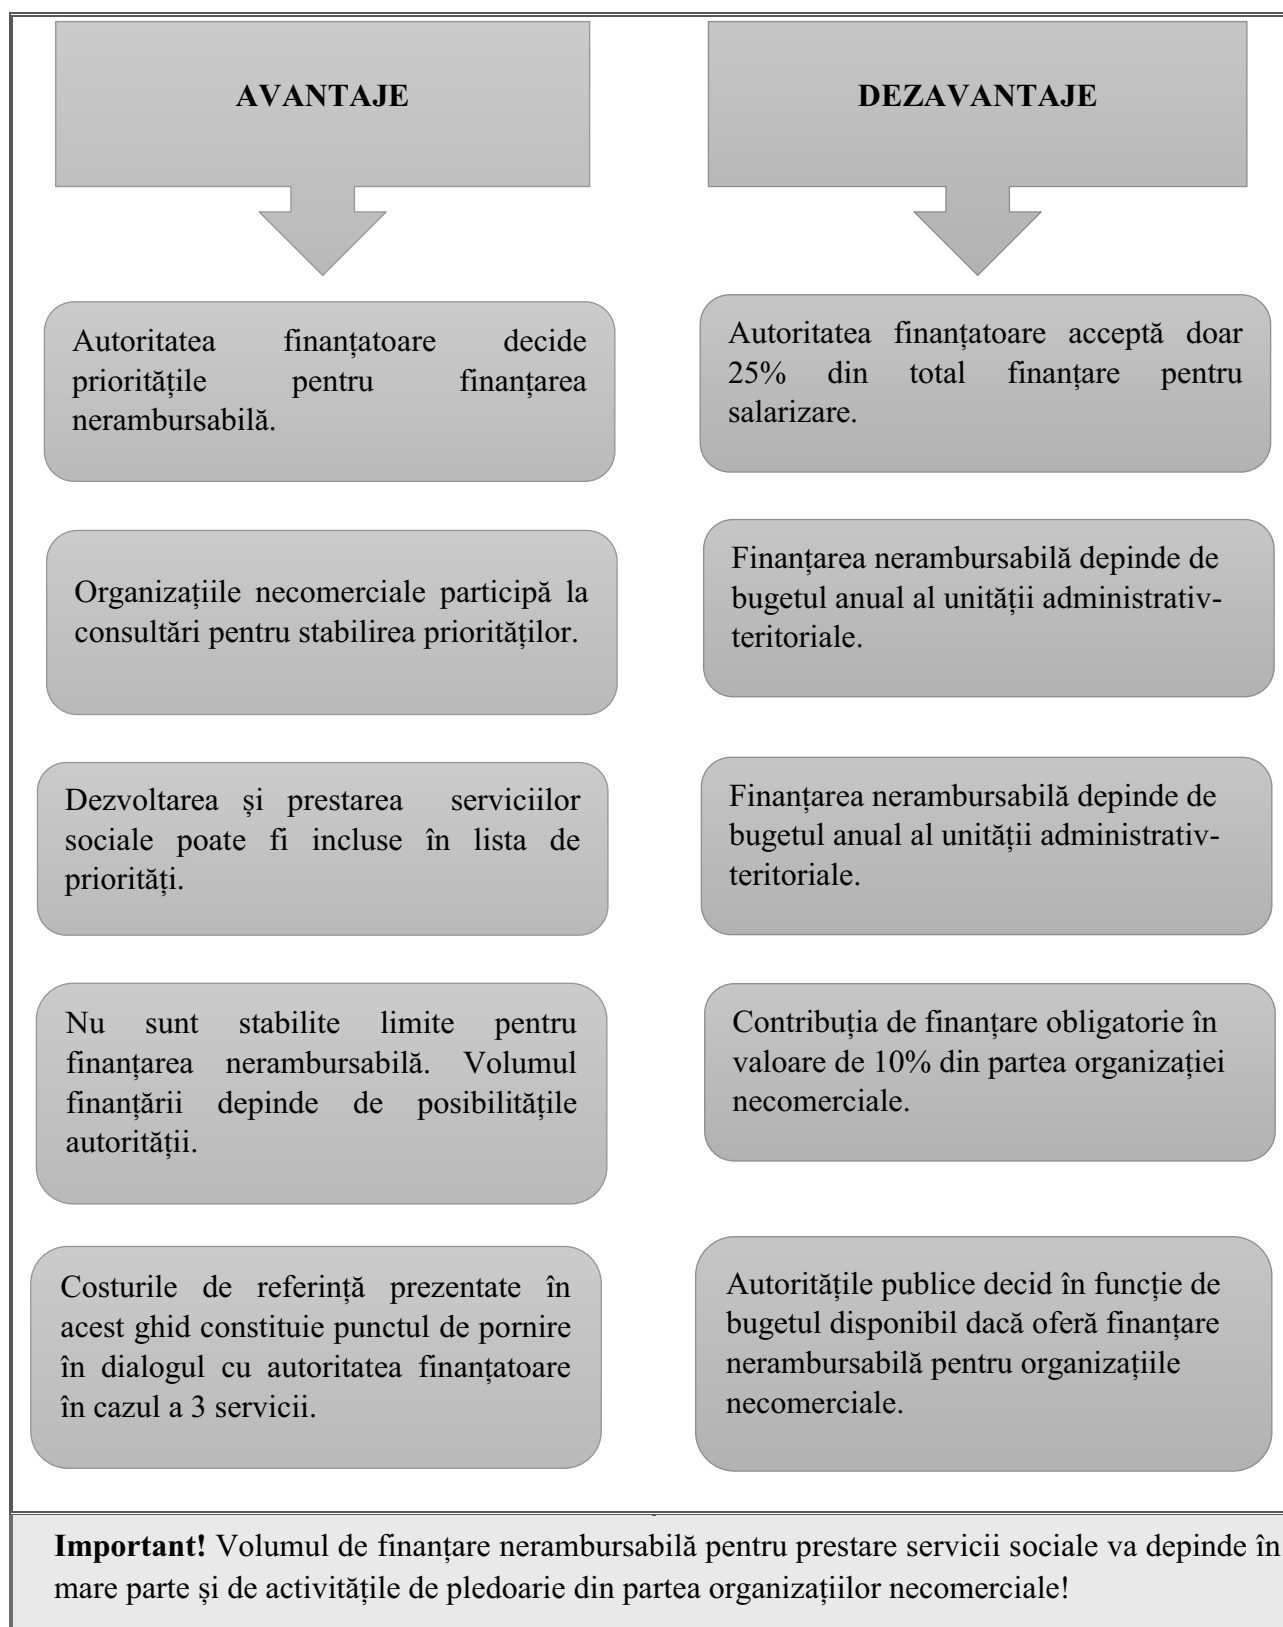 AVANTAJE
Autoritatea finanțatoare decide
prioritățile pentru finanțarea
nerambursabilă.
Organizațiile necomerciale participă la
consultări pentru stabilirea priorităților.
Dezvoltarea și prestarea serviciilor
sociale poate fi incluse în lista de
priorități.
Nu sunt stabilite limite pentru
finanțarea nerambursabilă. Volumul
finanțării depinde de posibilitățile
autorității.
Costurile de referință prezentate în
acest ghid constituie punctul de pornire
în dialogul cu autoritatea finanțatoare
în cazul a 3 servicii.
DEZAVANTAJE
Autoritatea finanțatoare acceptă doar
25% din total finanțare pentru
salarizare.
Finanțarea nerambursabilă depinde de
bugetul anual al unității administrativ-
teritoriale.
Finanțarea nerambursabilă depinde de
bugetul anual al unității administrativ-
teritoriale.
Contribuția de finanțare obligatorie în
valoare de 10% din partea organizației
necomerciale.
Autoritățile publice decid în funcție de
bugetul disponibil dacă oferă finanțare
nerambursabilă pentru organizațiile
necomerciale.
Important! Volumul de finanțare nerambursabilă pentru prestare servicii sociale va depinde în
mare parte și de activitățile de pledoarie din partea organizațiilor necomerciale!